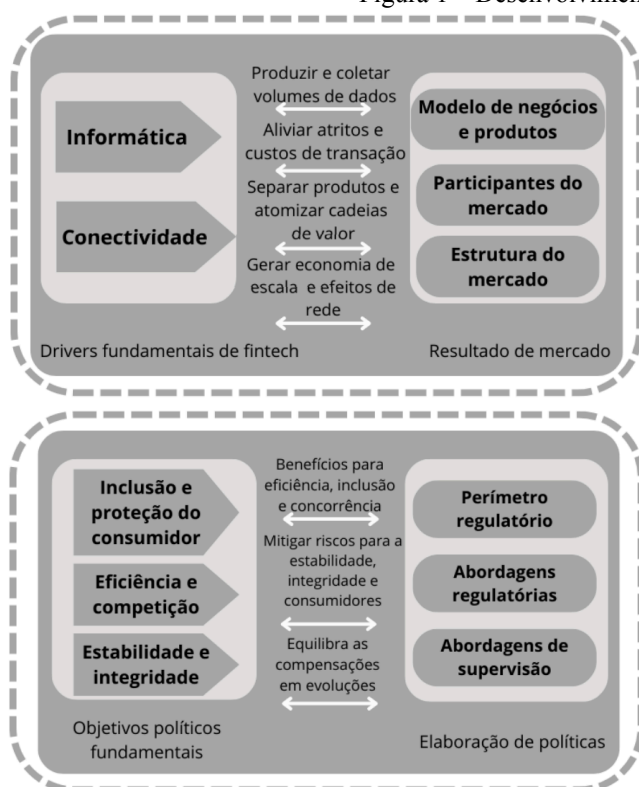 Informática
Conectividade
Drivers fundamentais de fintech
Produzir e coletar
volumes de dados
Aliviar atritos e
custos de transação
Separar produtos e
atomizar cadeias
de valor
Gerar economia de
escala e efeitos de
rede
Modelo de negócios
e produtos
Participantes do
mercado
Estrutura do
mercado
Resultado de mercado
Inclusão e
proteção do
consumidor
Eficiência e
competição
Estabilidade e
integridade
Objetivos políticos
fundamentais
Benefícios para
eficiência, inclusão
e concorrência
Mitigar riscos para a
estabilidade,
integridade e
consumidores
Equilibra as
compensações
em evoluções
Perímetro
regulatório
Abordagens
regulatórias
Abordagens de
supervisão
Elaboração de políticas